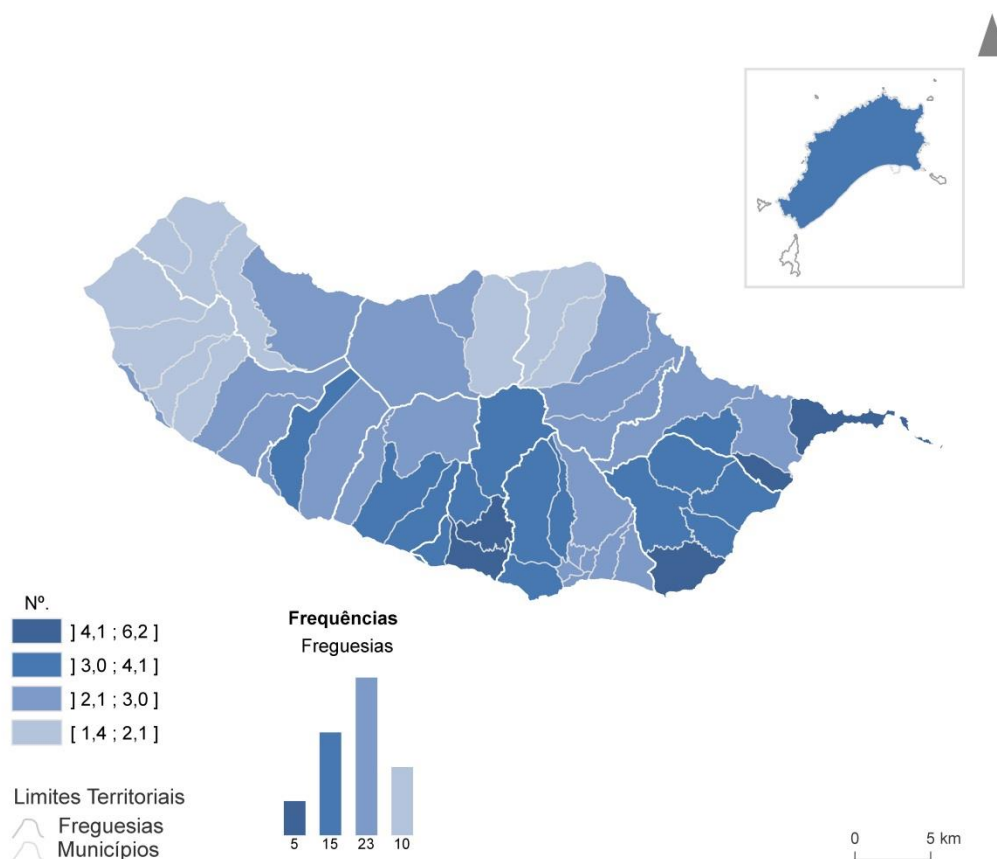 Nº.
] 4,1 ; 6,2 ]
] 3,0 ; 4,1 ]
] 2,1 ; 3,0 ]
[ 1,4 ; 2,1 ]
Limites Territoriais
Freguesias
Municípios
Frequências
Freguesias
5 15 23 10
0 5 km